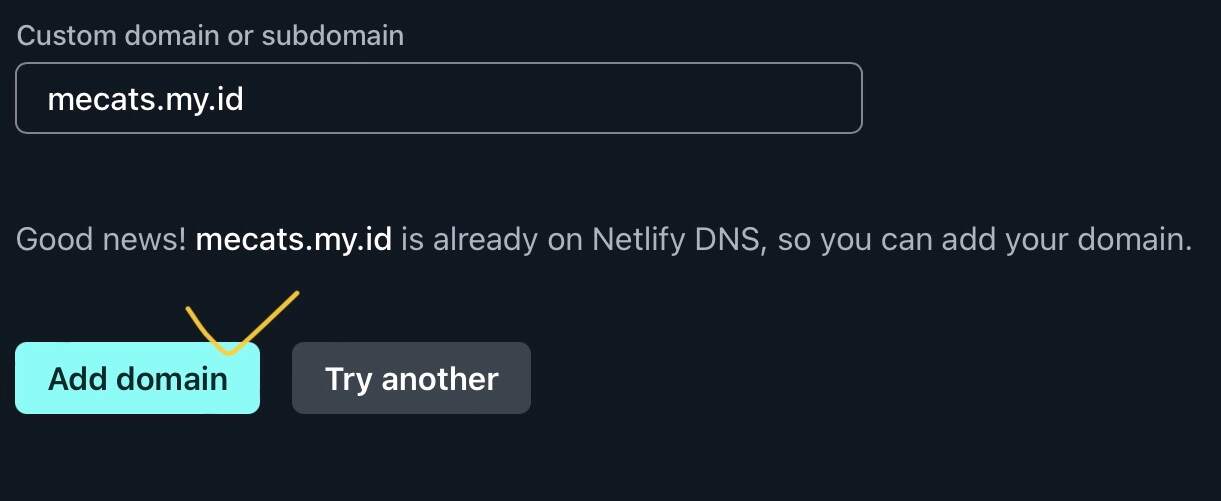 Custom domain or subdomain
mecats.my.id
Good news! mecats.my.id is already on Netlify DNS, so you can add your domain.
Add domain
Try another